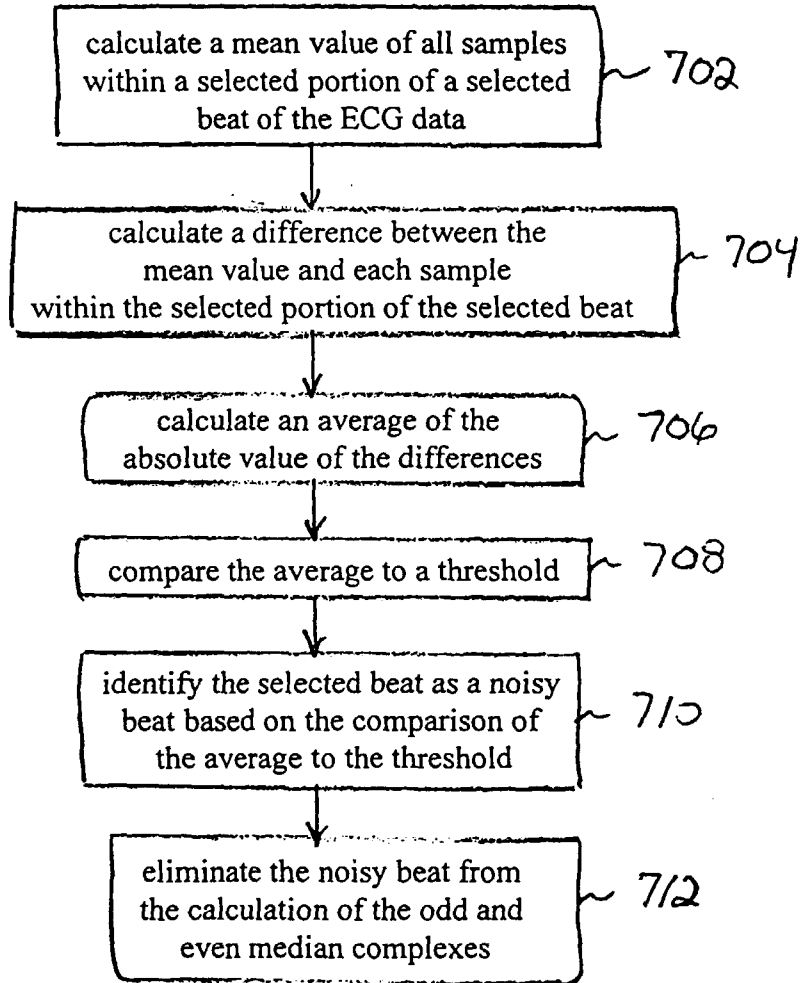 calculate a mean value of all samples
within a selected portion of a selected
beat of the ECG data
702
calculate a difference between the
mean value and each sample
within the selected portion of the selected beat
704
calculate an average of the
absolute value of the differences
706
compare the average to a threshold
708
identify the selected beat as a noisy
beat based on the comparison of
the average to the threshold
710
eliminate the noisy beat from
the calculation of the odd and
even median complexes
712